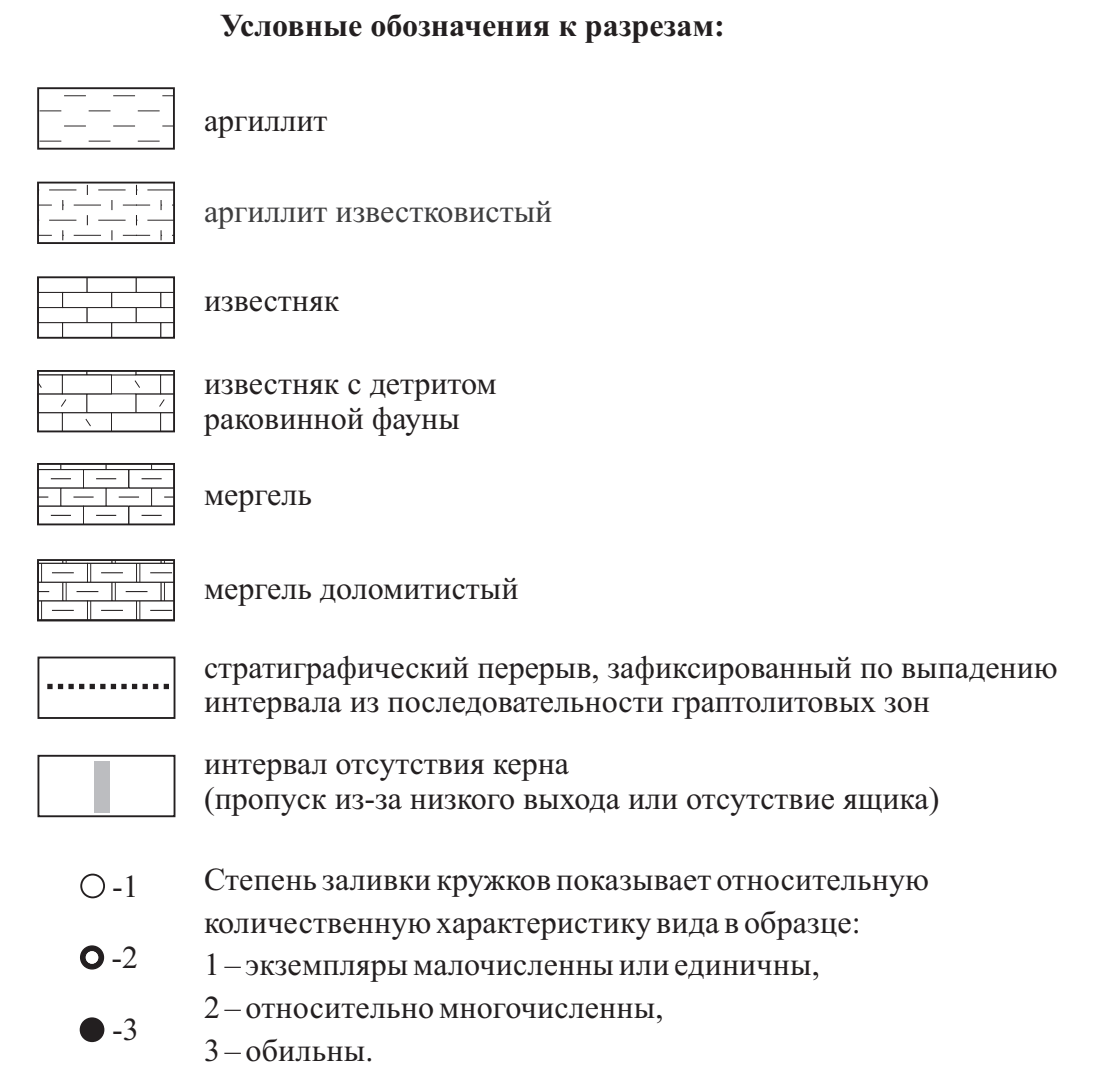 Условные обозначения к разрезам:
аргиллит
аргиллит известковистый
известняк
известняк с детритом
раковинной фауны
мергель
мергель доломитистый
стратиграфический перерыв, зафиксированный по выпадению
интервала из последовательности граптолитовых зон
интервал отсутствия керна
(пропуск из-за низкого выхода или отсутствие ящика)
-1
-2
-3
Степень заливки кружков показывает относительную
количественную характеристику вида в образце:
1 – экземпляры малочисленны или единичны,
2 – относительно многочисленны,
3 – обильны.